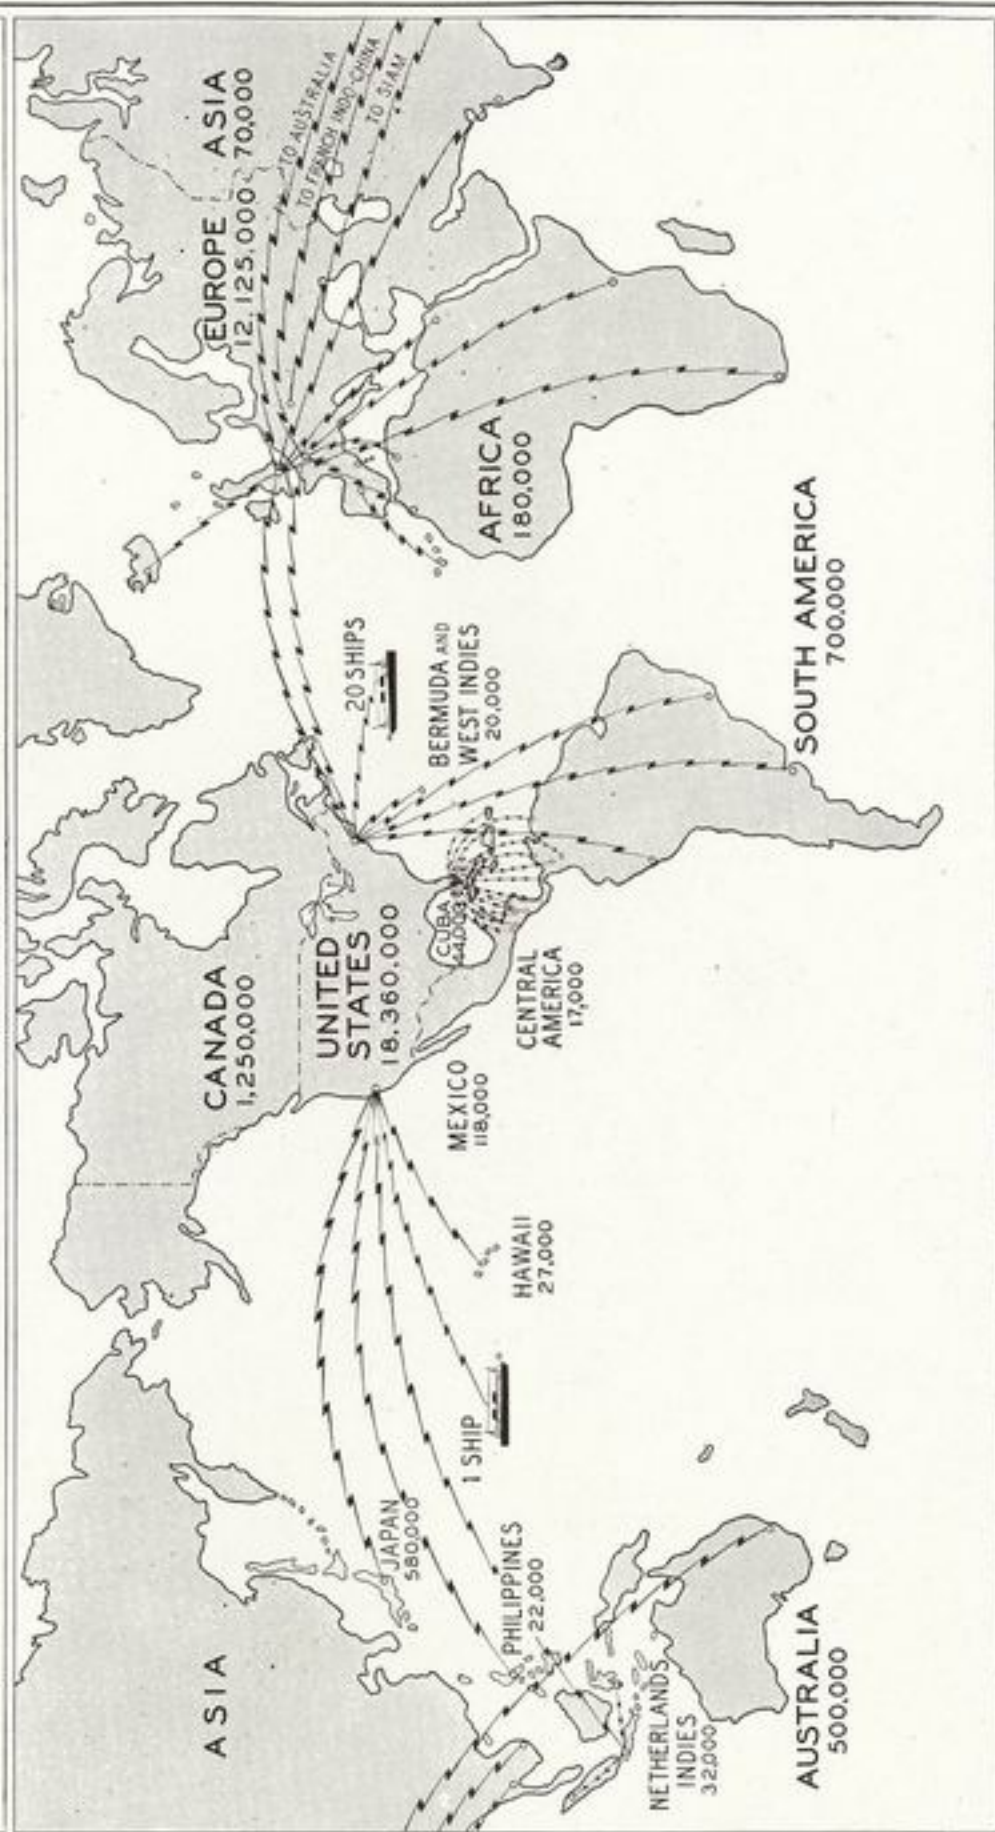 ASIA
JAPAN
580,000
PHILIPPINES
22,000
NETHERLANDS
INDIES
32,000
AUSTRALIA
500,000
1 SHIP
HAWAII
27,000
CANADA
1,250,000
UNITED
STATES
18,360,000
MEXICO
118,000
CUBA
44,000
CENTRAL
AMERICA
17,000
20 SHIPS
BERMUDA AND
WEST INDIES
20,000
SOUTH AMERICA
700,000
EUROPE
12,125,000
ASIA
70,000
TO AUSTRALIA
TO FRANCH INDO-CHINA
TO SIAM
AFRICA
180,000